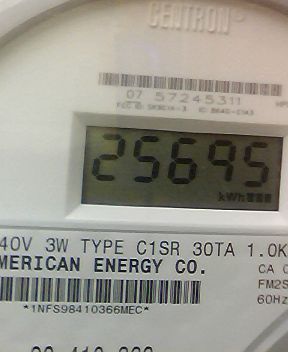 CENTRON®
07 57245311
25695
kWh
40V 3W TYPE C1SR 30TA 1.0K
MERICAN ENERGY CO.
CA 0
FM2S
60Hz
*1NFS98410366MEC*